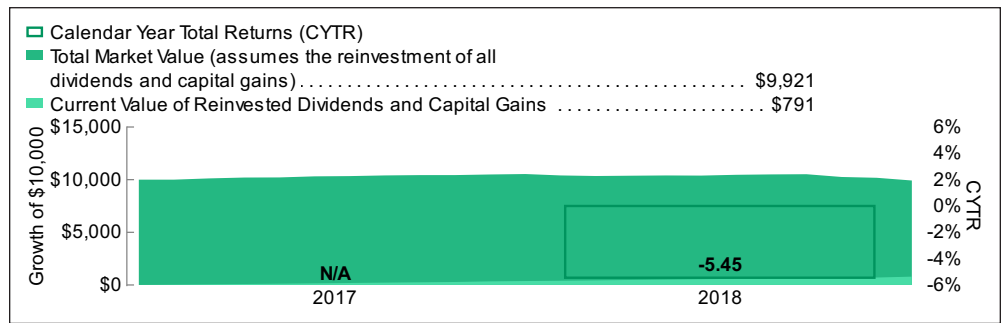 Calendar Year Total Returns (CYTR)
Total Market Value (assumes the reinvestment of all
dividends and capital gains) . . . . . . . . . . . . . . . . . . . . . . . . . . . . . . . . . . . . . . . . . . . . . $9,921
Current Value of Reinvested Dividends and Capital Gains . . . . . . . . . . . . . . . . . . . . . $791
Growth of $10,000
$15,000
$10,000
$5,000
$0
N/A
-5.45
2017
2018
6%
4%
2%
0%
-2%
-4%
-6%
CYTR